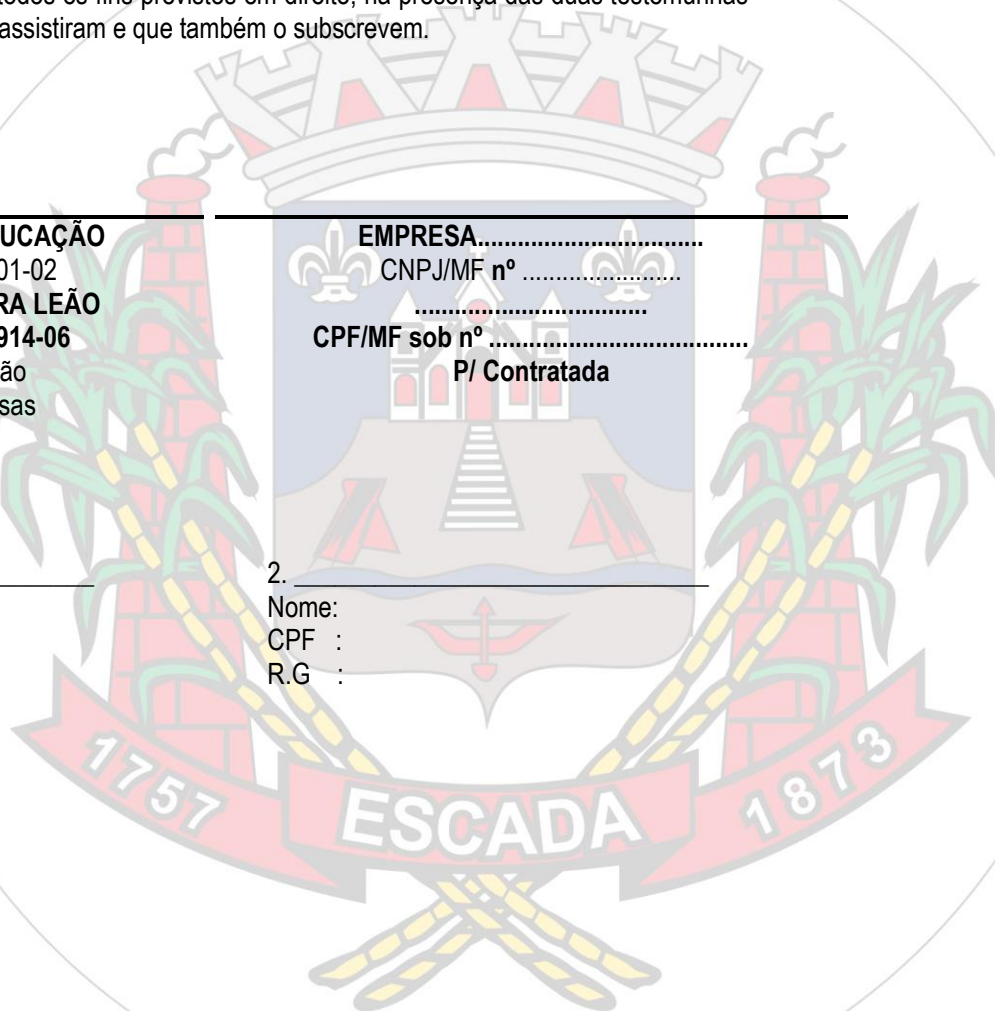 todos os fins previstos em direito, na presença das duas testemunhas
assistiram e que também o subscrevem.
UCAÇÃO
01-02
RA LEÃO
914-06
ão
sas
EMPRESA..................................
CNPJ/MF nº ........................
...................................
CPF/MF sob nº .......................................
P/ Contratada
2. __________________________________
Nome:
CPF :
R.G :
1757
ESCADA
1873